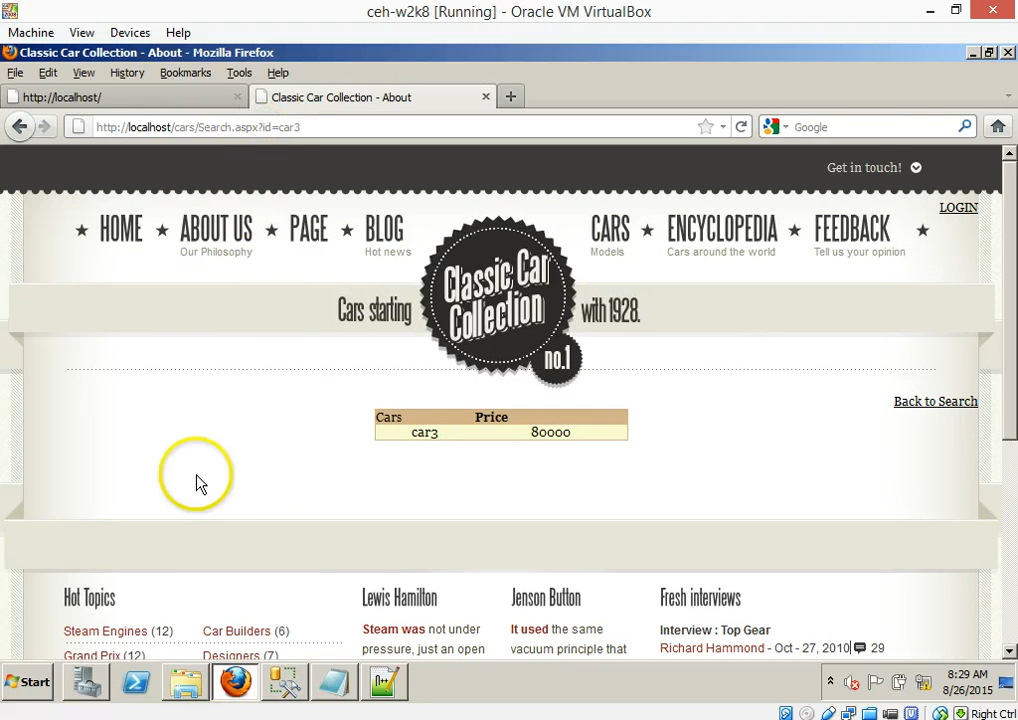 ceh-w2k8 [Running] - Oracle VM VirtualBox
Machine View Devices Help
Classic Car Collection - About - Mozilla Firefox
File Edit View History Bookmarks Tools Help
http://localhost/
Classic Car Collection - About
http://localhost/cars/Search.aspx?id=car3
Google
Get in touch!
LOGIN
HOME ABOUT US PAGE BLOG CARS ENCYCLOPEDIA FEEDBACK
Our Philosophy Hot news Models Cars around the world Tell us your opinion
Classic Car
Collection
Cars starting with 1928.
no.1
Back to Search
Cars Price
car3 80000
Hot Topics Lewis Hamilton Jenson Button Fresh interviews
Steam Engines (12) Car Builders (6) Steam was not under It used the same Interview : Top Gear
Grand Prix (12) Designers (7) pressure, just an open vacuum principle that Richard Hammond - Oct - 27, 2010 29
Start
8:29 AM
8/26/2015
Right Ctrl